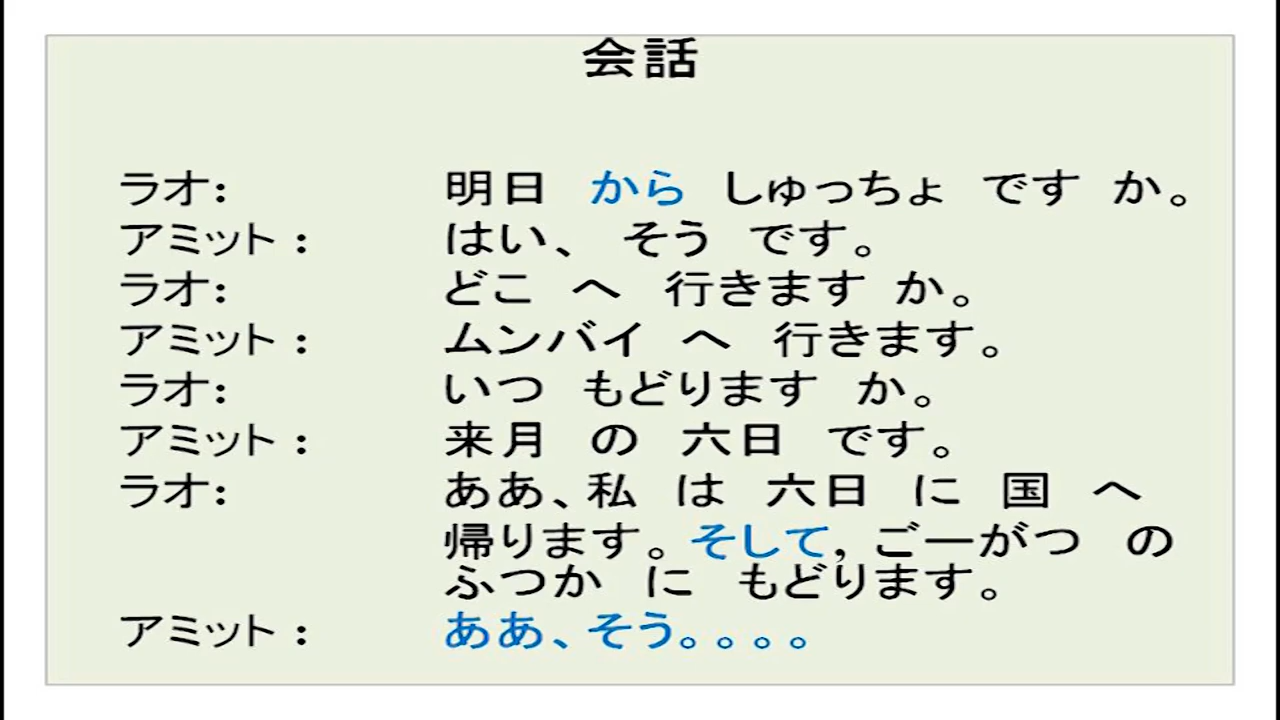 会話
ラオ: 明日 から しゅっちょ です か。
アミット: はい、 そう です。
ラオ: どこ へ 行きます か。
アミット: ムンバイ へ 行きます。
ラオ: いつ もどります か。
アミット: 来月 の 六日 です。
ラオ: ああ、私 は 六日 に 国 へ
帰ります。そして, ごーがつ の
ふつか に もどります。
アミット: ああ、そう。。。。